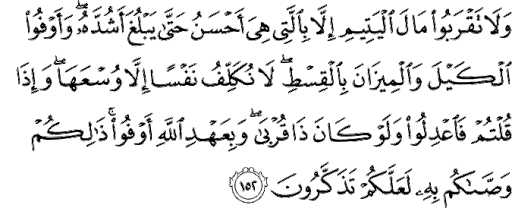 وَلَا تَقْرَبُوا۟ مَالَ ٱلْيَتِيمِ إِلَّا بِٱلَّتِى هِىَ أَحْسَنُ حَتَّىٰ يَبْلُغَ أَشُدَّهُۥ ۖ وَأَوْفُوا۟
ٱلْكَيْلَ وَٱلْمِيزَانَ بِٱلْقِسْطِ ۖ لَا نُكَلِّفُ نَفْسًا إِلَّا وُسْعَهَا ۖ وَإِذَا
قُلْتُمْ فَٱعْدِلُوا۟ وَلَوْ كَانَ ذَا قُرْبَىٰ ۖ وَبِعَهْدِ ٱللَّهِ أَوْفُوا۟ ۚ ذَٰلِكُمْ
وَصَّىٰكُم بِهِۦ لَعَلَّكُمْ تَذَكَّرُونَ ﴿١٥٢﴾